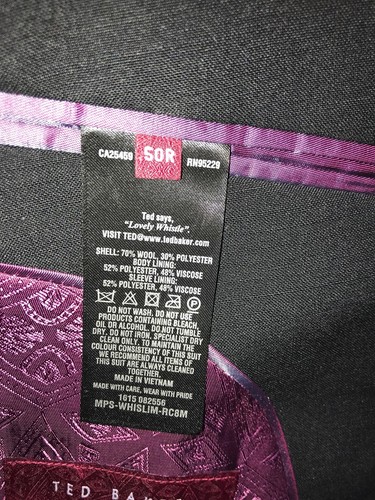 CA25459 50R RN95229
Ted says,
"Lovely Whistle".
VISIT TED@www.tedbaker.com
SHELL: 70% WOOL, 30% POLYESTER
BODY LINING:
52% POLYESTER, 48% VISCOSE
SLEEVE LINING:
52% POLYESTER, 48% VISCOSE
P
DO NOT WASH. DO NOT USE
PRODUCTS CONTAINING BLEACH,
OIL OR ALCOHOL. DO NOT TUMBLE
DRY. DO NOT IRON. SPECIALIST DRY
CLEAN ONLY. TO MAINTAIN THE
COLOUR CONSISTENCY OF THIS SUIT
WE RECOMMEND ALL ITEMS OF
THIS SUIT ARE ALWAYS CLEANED
TOGETHER.
MADE IN VIETNAM
MADE WITH CARE, WEAR WITH PRIDE
1015 082556
MPS-WHISLIM-RC8M
TED